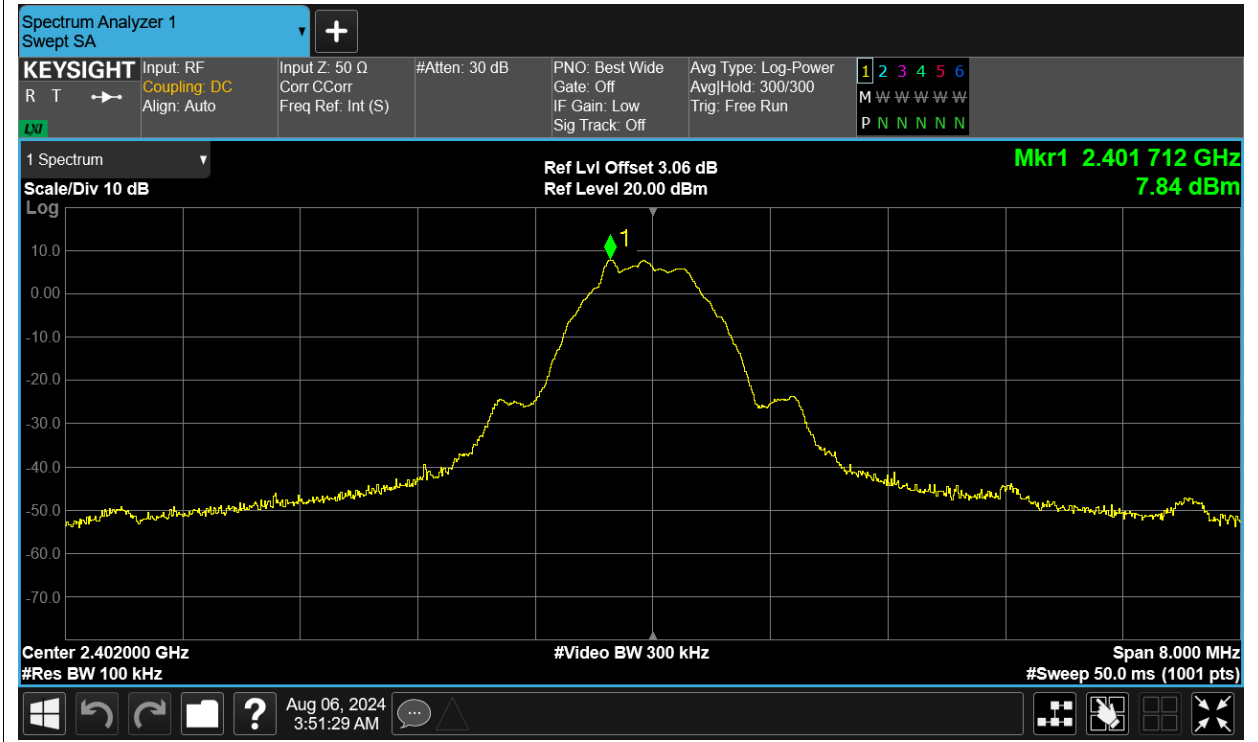 Spectrum Analyzer 1
Swept SA
+
KEYSIGHT
R T
LXI
Input: RF
Coupling: DC
Align: Auto
Input Z: 50 Ω
Corr CCorr
Freq Ref: Int (S)
#Atten: 30 dB
PNO: Best Wide
Gate: Off
IF Gain: Low
Sig Track: Off
Avg Type: Log-Power
Avg|Hold: 300/300
Trig: Free Run
1 2 3 4 5 6
M W W W W W W
P N N N N N N
1 Spectrum
Scale/Div 10 dB
Log
Ref Lvl Offset 3.06 dB
Ref Level 20.00 dBm
Mkr1 2.401 712 GHz
7.84 dBm
1
10.0
0.00
-10.0
-20.0
-30.0
-40.0
-50.0
-60.0
-70.0
Center 2.402000 GHz
#Res BW 100 kHz
#Video BW 300 kHz
Span 8.000 MHz
#Sweep 50.0 ms (1001 pts)
?
Aug 06, 2024
3:51:29 AM